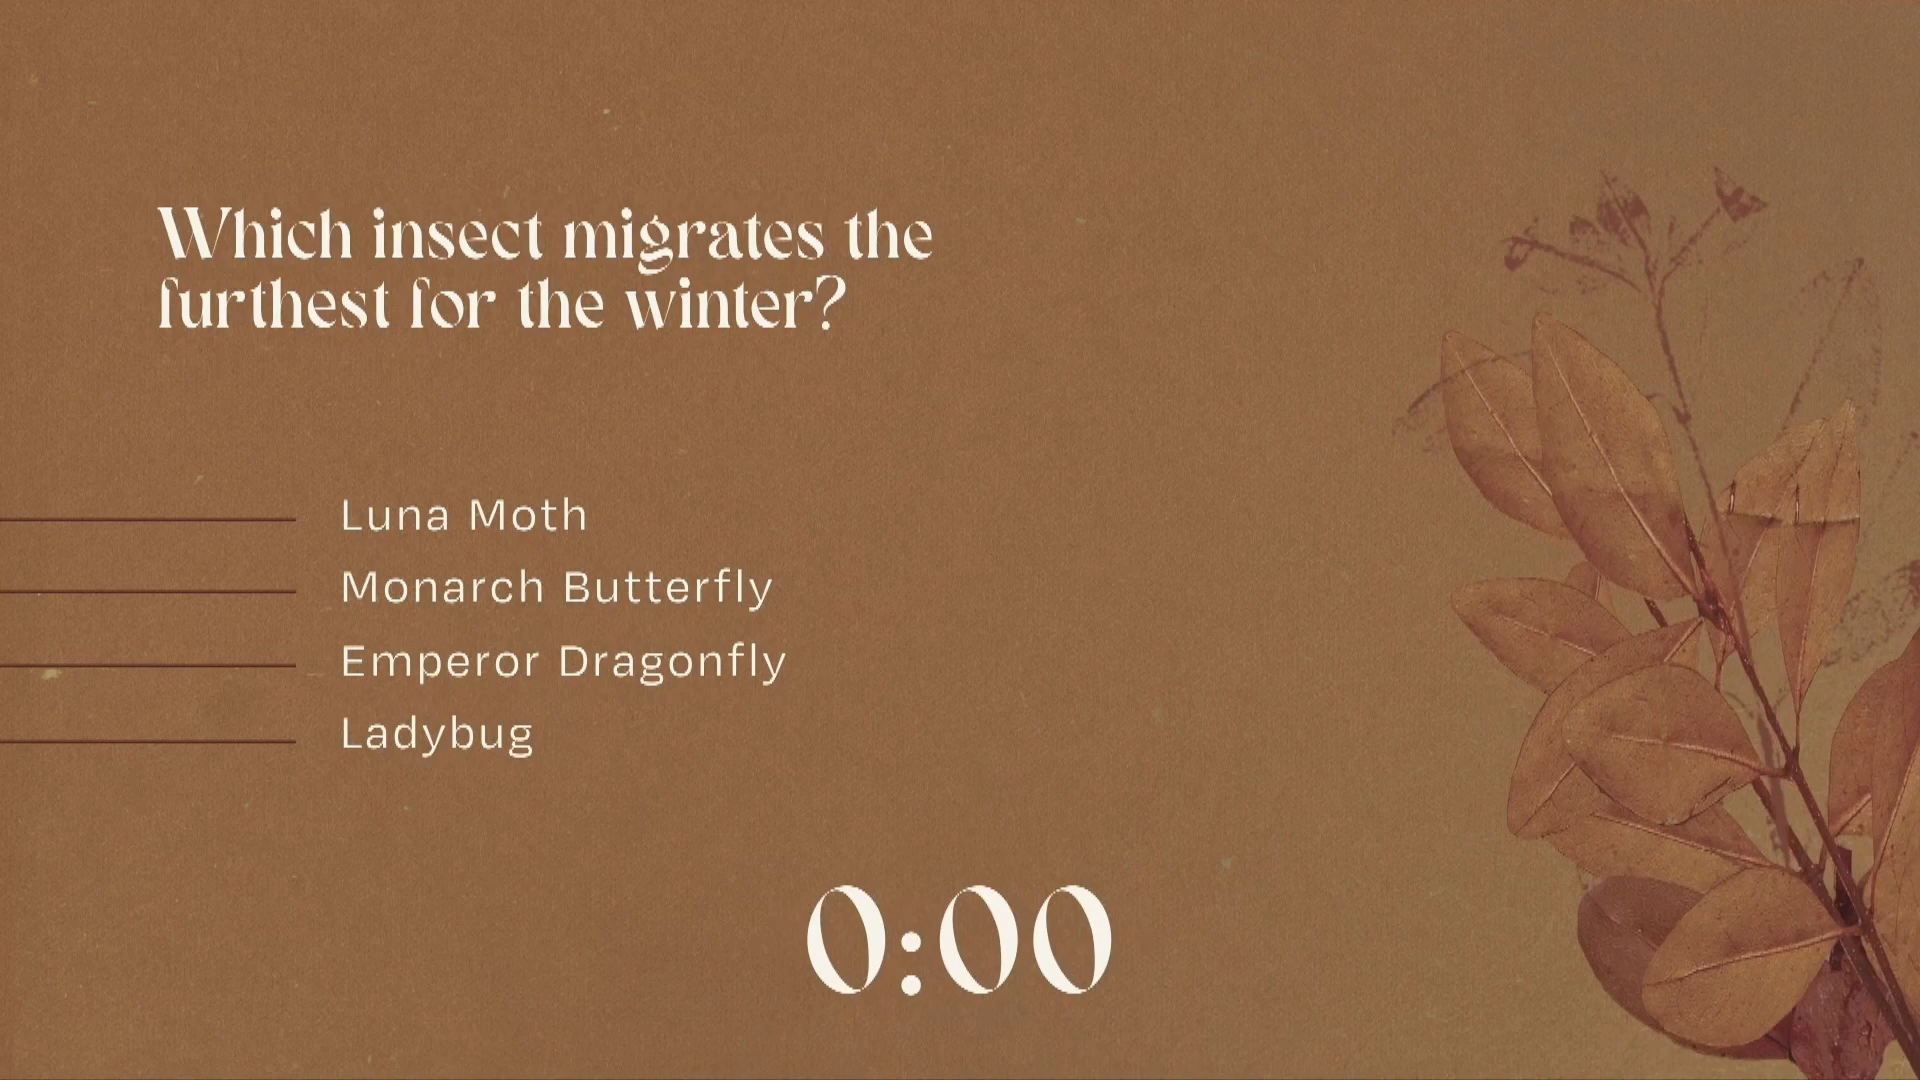 Which insect migrates the
furthest for the winter?
Luna Moth
Monarch Butterfly
Emperor Dragonfly
Ladybug
0:00